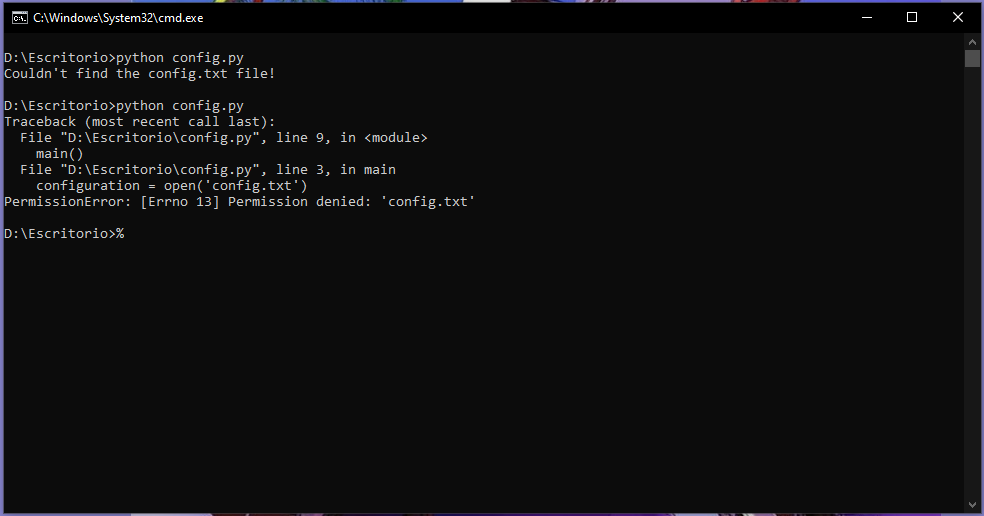 C:\Windows\System32\cmd.exe
D:\Escritorio>python config.py
Couldn't find the config.txt file!
D:\Escritorio>python config.py
Traceback (most recent call last):
  File "D:\Escritorio\config.py", line 9, in <module>
    main()
  File "D:\Escritorio\config.py", line 3, in main
    configuration = open('config.txt')
PermissionError: [Errno 13] Permission denied: 'config.txt'
D:\Escritorio>%